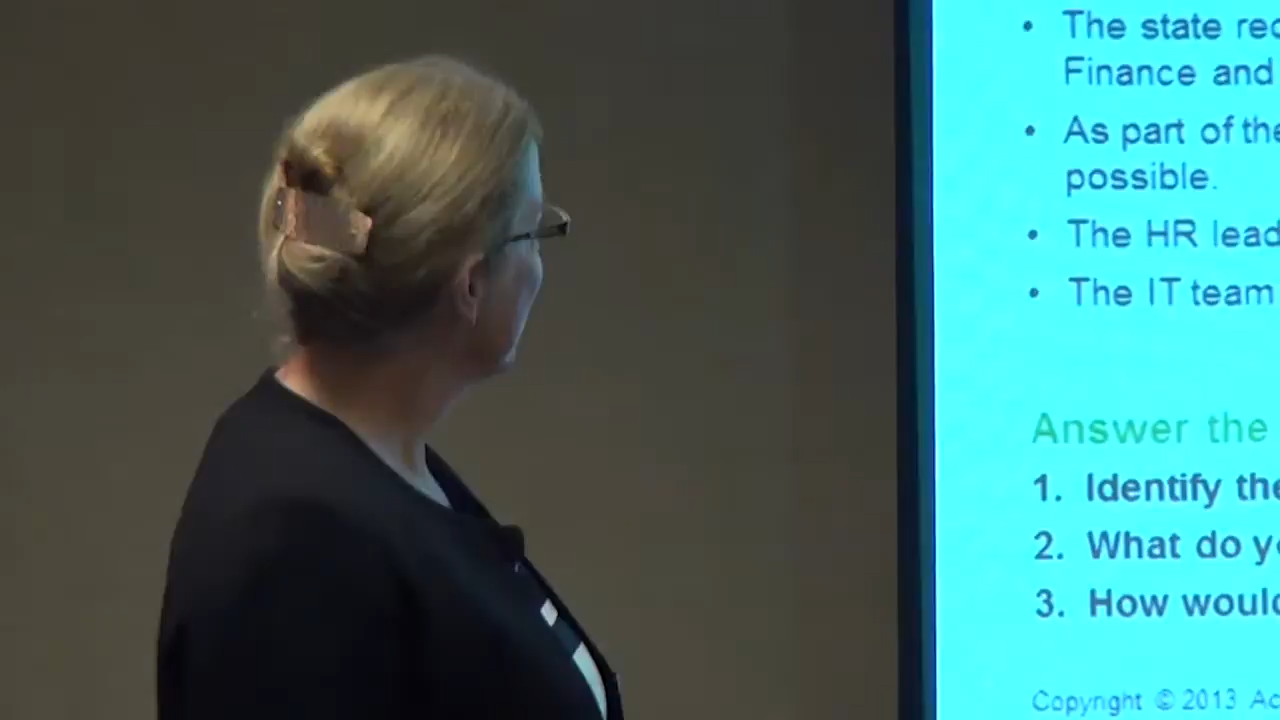 • The state rec
Finance and
• As part of the
possible.
• The HR lead
• The IT team
Answer the
1. Identify the
2. What do yo
3. How would
Copyright © 2013 Ac